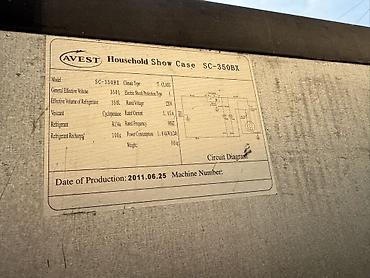 AVEST Household Show Case SC-350BX
Model SC-350BX Climate Type T CLASS
General Effective Volume 350L Electric Shock Protection Type I
Effective Volume of Refrigerator 350L Rated Voltage 220V
Vesicant Cyclopentane Rated Current
Refrigerant R134a Rated Frequency 50HZ
Refrigerant Recharged Power Consumption
Weight
Circuit Diagram
Date of Production: 2011.06.25 Machine Number: